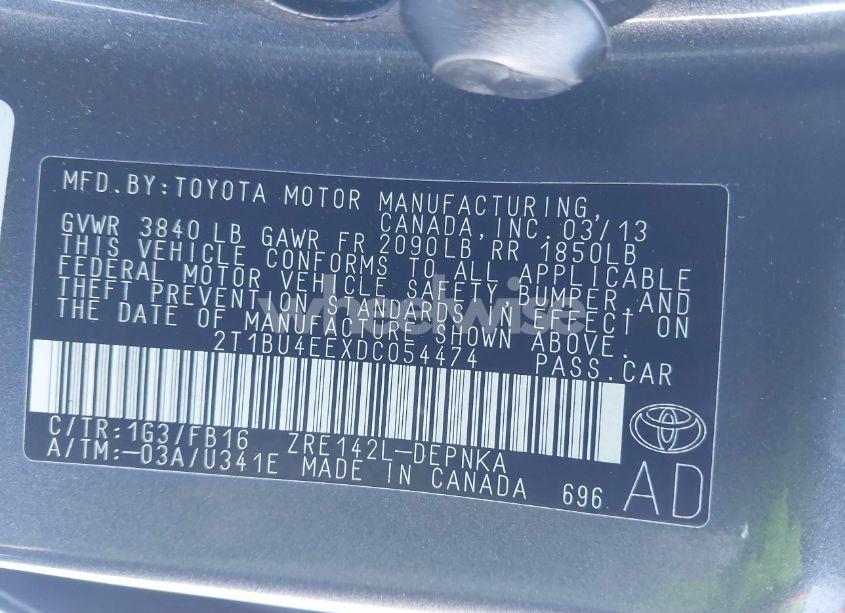 MFD.BY:TOYOTA MOTOR MANUFACTURING,
CANADA,INC.03/13
GVWR 3840LB GAWR FR 2090LB RR 1850LB
THIS VEHICLE CONFORMS TO ALL APPLICABLE
FEDERAL MOTOR VEHICLE SAFETY,BUMPER,AND
THEFT PREVENTION STANDARDS IN EFFECT ON
THE DATE OF MANUFACTURE SHOWN ABOVE.
2T1BU4EEXDC054474 PASS.CAR
C/TR:1G3/FB16 ZRE142L-DEPNKA
A/TM:-03A/U341E MADE IN CANADA 696
AD
wheelwise